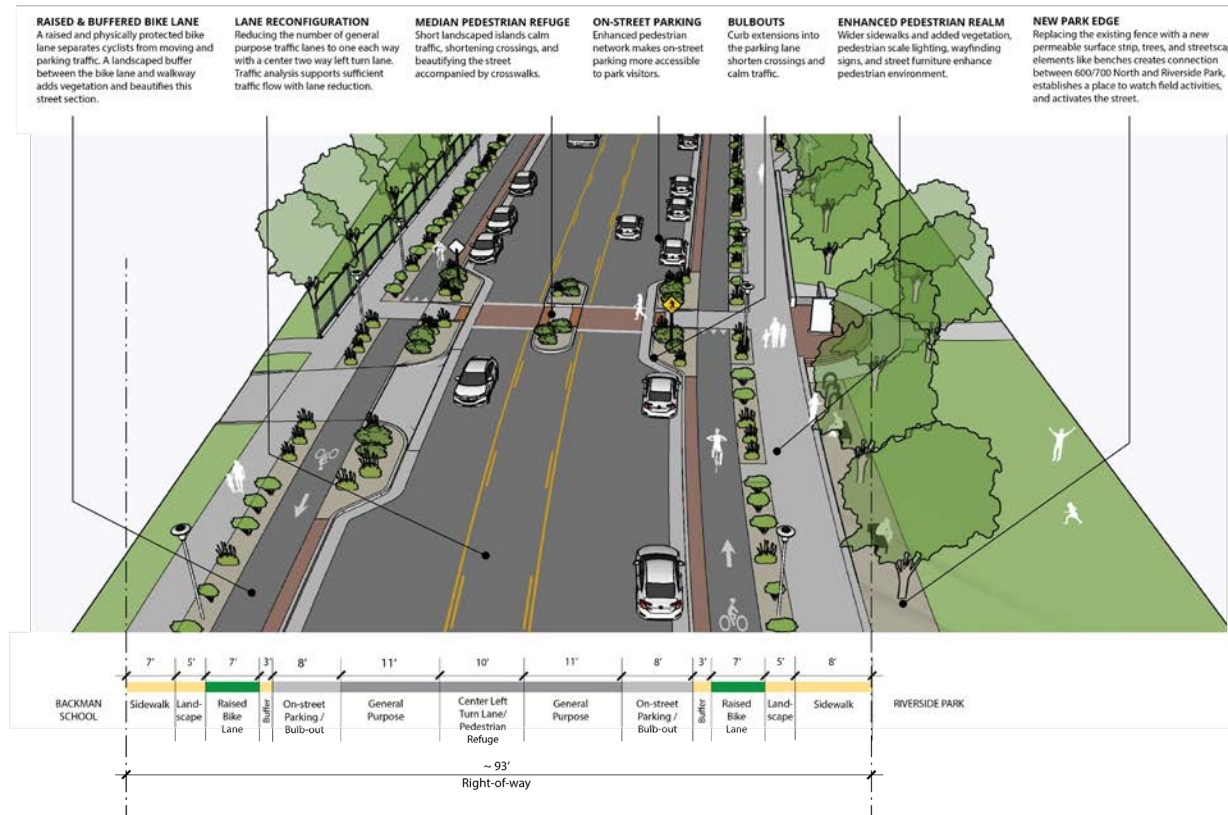 RAISED & BUFFERED BIKE LANE
A raised and physically protected bike
lane separates cyclists from moving and
parking traffic. A landscaped buffer
between the bike lane and walkway
adds vegetation and beautifies this
street section.
LANE RECONFIGURATION
Reducing the number of general
purpose traffic lanes to one each way
with a center two way left turn lane.
Traffic analysis supports sufficient
traffic flow with lane reduction.
MEDIAN PEDESTRIAN REFUGE
Short landscaped islands calm
traffic, shortening crossings, and
beautifying the street
accompanied by crosswalks.
ON-STREET PARKING
Enhanced pedestrian
network makes on-street
parking more accessible
to park visitors.
BULBOUTS
Curb extensions into
the parking lane
shorten crossings and
calm traffic.
ENHANCED PEDESTRIAN REALM
Wider sidewalks and added vegetation,
pedestrian scale lighting, wayfinding
signs, and street furniture enhance
pedestrian environment.
NEW PARK EDGE
Replacing the existing fence with a new
permeable surface strip, trees, and streetsca
elements like benches creates connection
between 600/700 North and Riverside Park,
establishes a place to watch field activities,
and activates the street.
7' 5' 7' 3' 8' 11' 10' 11' 8' 3' 7' 5' 8'
BACKMAN
SCHOOL
Sidewalk
Land-
scape
Raised
Bike
Lane
Buffer
On-street
Parking /
Bulb-out
General
Purpose
Center Left
Turn Lane/
Pedestrian
Refuge
General
Purpose
On-street
Parking /
Bulb-out
Buffer
Raised
Bike
Lane
Land-
scape
Sidewalk
RIVERSIDE PARK
~ 93'
Right-of-way